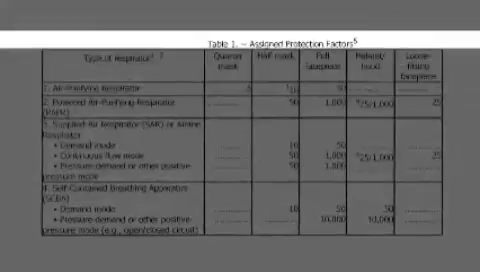 Table 1. – Assigned Protection Factors⁵
Type of Respirator¹ ² Quarter mask Half mask Full facepiece Helmet/hood Loose-fitting facepiece
1. Air-Purifying Respirator 5 10 50 ......... .........
2. Powered Air-Purifying Respirator (PAPR) ......... 50 1,000 25/1,000 25
3. Supplied-Air Respirator (SAR) or Airline Respirator
• Demand mode ......... 10 50 ......... .........
• Continuous flow mode ......... 50 1,000 25/1,000 25
• Pressure-demand or other positive-pressure mode ......... 50 1,000 ......... .........
4. Self-Contained Breathing Apparatus (SCBA)
• Demand mode ......... 10 50 50 .........
• Pressure-demand or other positive-pressure mode (e.g., open/closed circuit) ......... ......... 10,000 10,000 .........